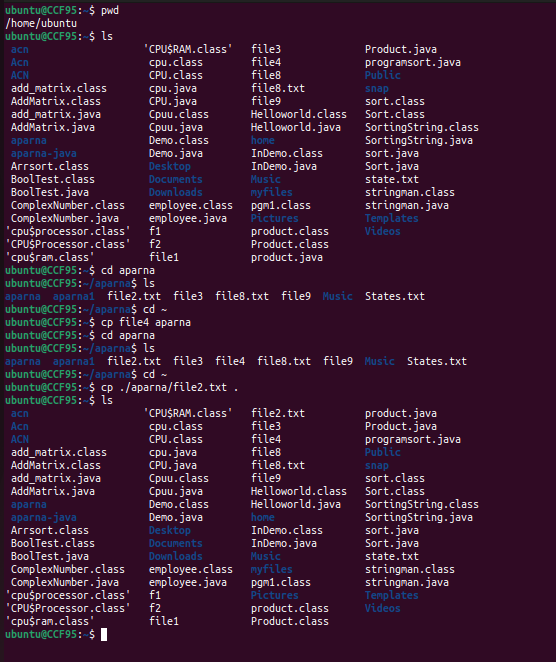 ubuntu@CCF95:~$ pwd
/home/ubuntu
ubuntu@CCF95:~$ ls
acn 'CPU$RAM.class' file3 Product.java
Acn cpu.class file4 programsort.java
ACN CPU.class file8 Public
add_matrix.class cpu.java file8.txt snap
AddMatrix.class CPU.java file9 sort.class
add_matrix.java Cpuu.class Helloworld.class Sort.class
AddMatrix.java Cpuu.java Helloworld.java SortingString.class
aparna Demo.class home SortingString.java
aparna-java Demo.java InDemo.class sort.java
Arrsort.class Desktop InDemo.java Sort.java
BoolTest.class Documents Music state.txt
BoolTest.java Downloads myfiles stringman.class
ComplexNumber.class employee.class pgm1.class stringman.java
ComplexNumber.java employee.java Pictures Templates
'cpu$processor.class' f1 product.class Videos
'CPU$Processor.class' f2 Product.class
'cpu$ram.class' file1 product.java
ubuntu@CCF95:~$ cd aparna
ubuntu@CCF95:~/aparna$ ls
aparna aparna1 file2.txt file3 file8.txt file9 Music States.txt
ubuntu@CCF95:~/aparna$ cd ~
ubuntu@CCF95:~$ cp file4 aparna
ubuntu@CCF95:~$ cd aparna
ubuntu@CCF95:~/aparna$ ls
aparna aparna1 file2.txt file3 file4 file8.txt file9 Music States.txt
ubuntu@CCF95:~/aparna$ cd ~
ubuntu@CCF95:~$ cp ./aparna/file2.txt .
ubuntu@CCF95:~$ ls
acn 'CPU$RAM.class' file2.txt product.java
Acn cpu.class file3 Product.java
ACN CPU.class file4 programsort.java
add_matrix.class cpu.java file8 Public
AddMatrix.class CPU.java file8.txt snap
add_matrix.java Cpuu.class file9 sort.class
AddMatrix.java Cpuu.java Helloworld.class Sort.class
aparna Demo.class Helloworld.java SortingString.class
aparna-java Demo.java home SortingString.java
Arrsort.class Desktop InDemo.class sort.java
BoolTest.class Documents InDemo.java Sort.java
BoolTest.java Downloads Music state.txt
ComplexNumber.class employee.class myfiles stringman.class
ComplexNumber.java employee.java pgm1.class stringman.java
'cpu$processor.class' f1 Pictures Templates
'CPU$Processor.class' f2 product.class Videos
'cpu$ram.class' file1 Product.class
ubuntu@CCF95:~$